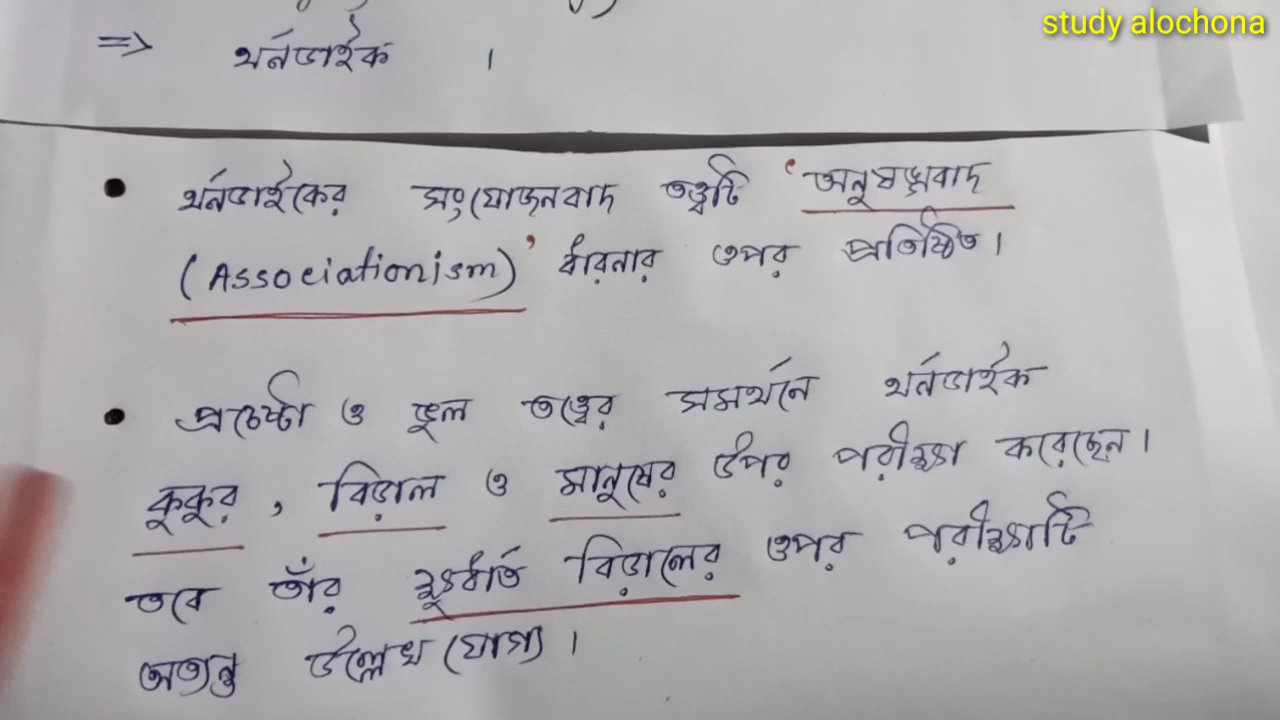 study alochona
⇒ থর্নডাইক ।
• থর্নডাইকের সংযোজনবাদ তত্ত্বটি 'অনুষঙ্গবাদ
(Associationism)' ধারনার ওপর প্রতিষ্ঠিত।
• প্রচেষ্টা ও ভুল তত্ত্বের সমর্থনে থর্নডাইক
কুকুর, বিড়াল ও মানুষের উপর পরীক্ষা করেছেন।
তবে তাঁর ক্ষুধার্ত বিড়ালের ওপর পরীক্ষাটি
অত্যন্ত উল্লেখযোগ্য।